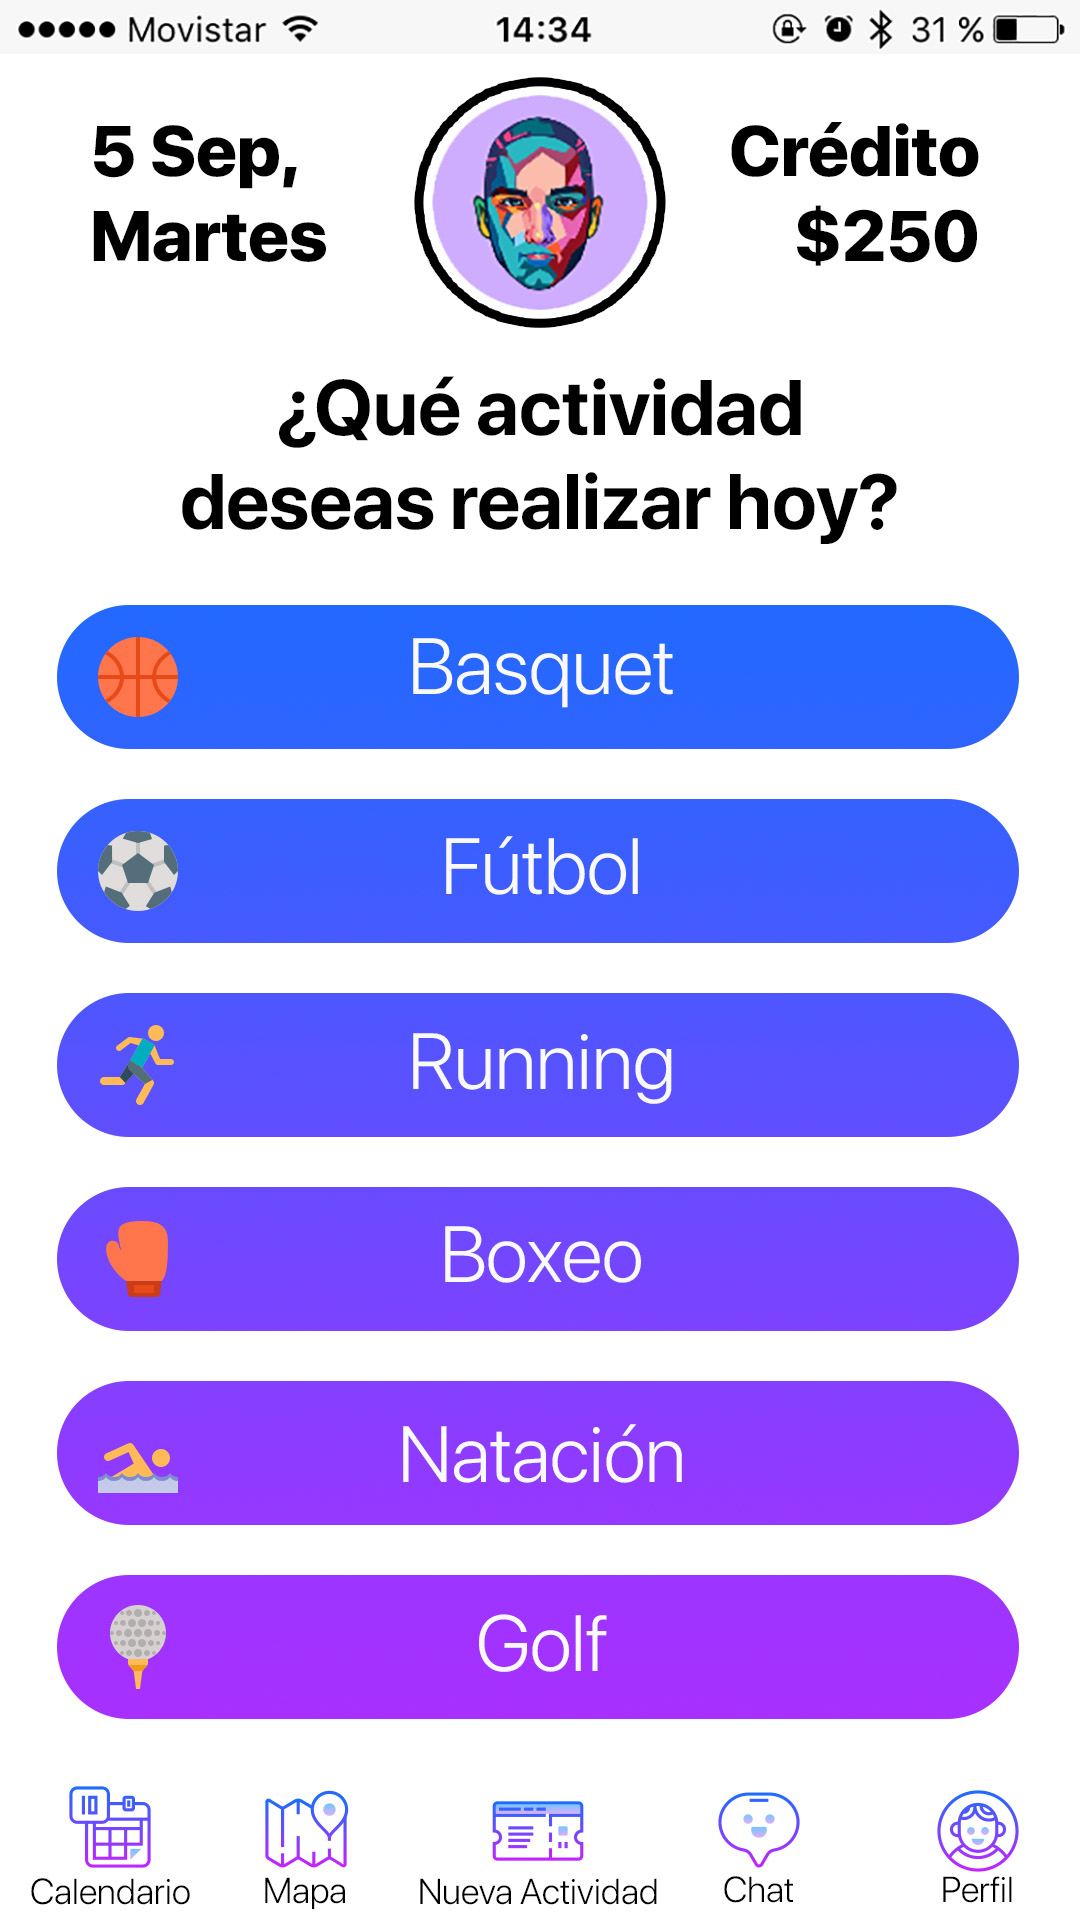 Movistar 14:34 31 %
5 Sep,
Martes
Crédito
$250
¿Qué actividad
deseas realizar hoy?
Basquet
Fútbol
Running
Boxeo
Natación
Golf
Calendario Mapa Nueva Actividad Chat Perfil